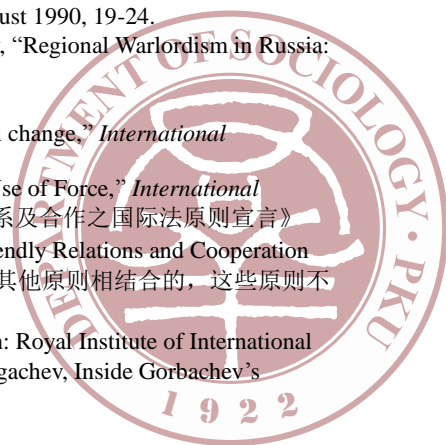 ust 1990, 19-24.
, “Regional Warlordism in Russia:
l change,” International
se of Force,” International
系及合作之国际法原则宣言》
endly Relations and Cooperation
其他原则相结合的，这些原则不
: Royal Institute of International
gachev, Inside Gorbachev’s
DEPARTMENT OF SOCIOLOGY · PKU
1922